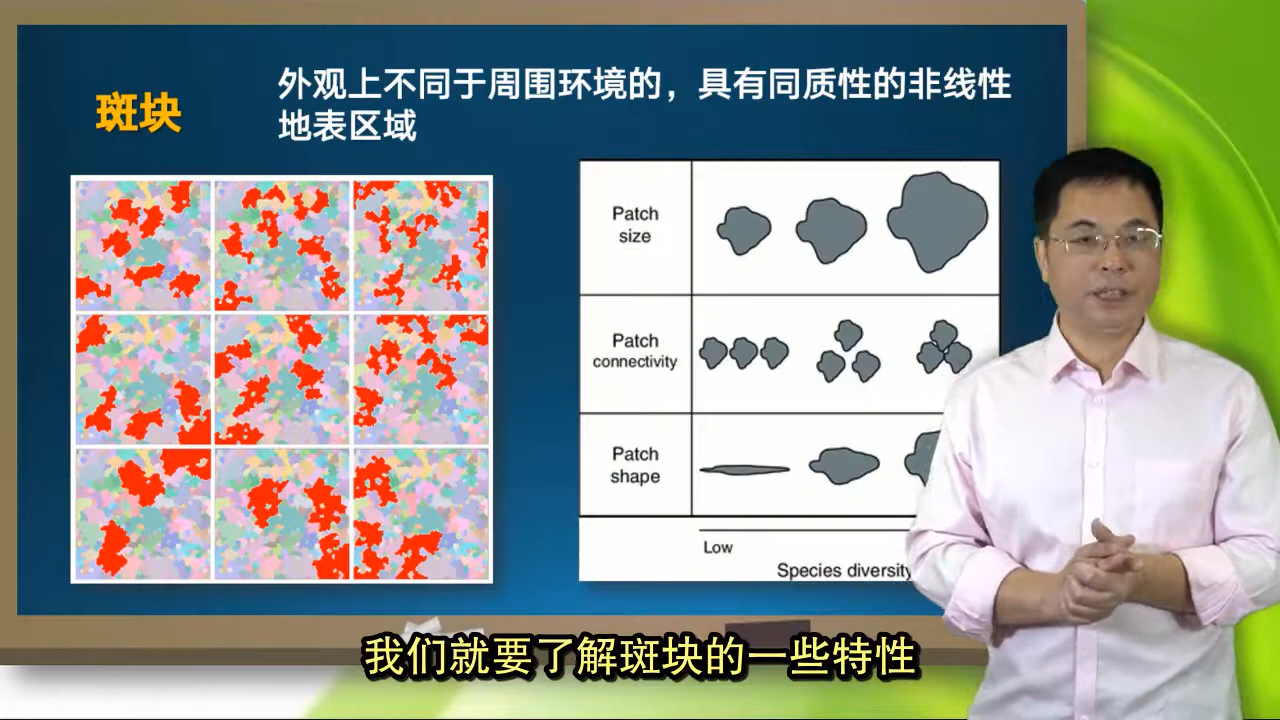 斑块
外观上不同于周围环境的，具有同质性的非线性
地表区域
Patch
size
Patch
connectivity
Patch
shape
Low
Species diversity
我们就要了解斑块的一些特性